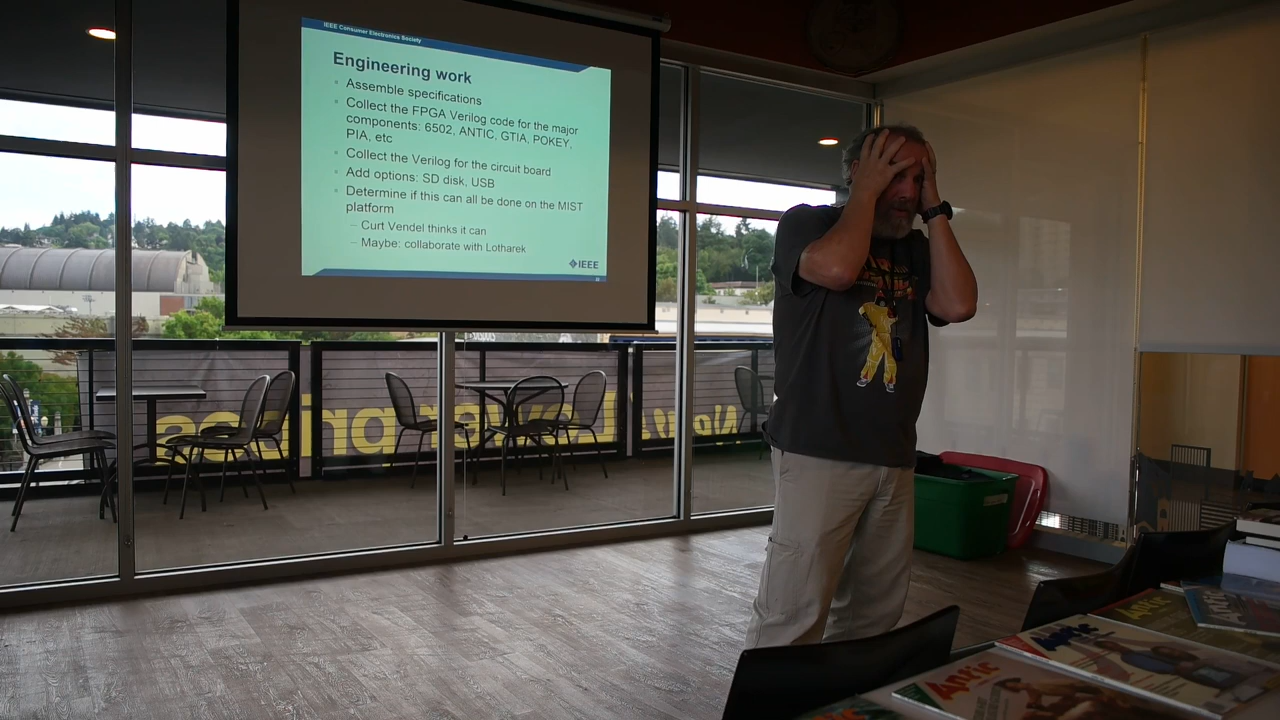 IEEE Consumer Electronics Society
Engineering work
Assemble specifications
Collect the FPGA Verilog code for the major
components: 6502, ANTIC, GTIA, POKEY,
PIA, etc
Collect the Verilog for the circuit board
Add options: SD disk, USB
Determine if this can all be done on the MIST
platform
– Curt Vendel thinks it can
– Maybe: collaborate with Lotharek
IEEE
Antic
Antic
Antic